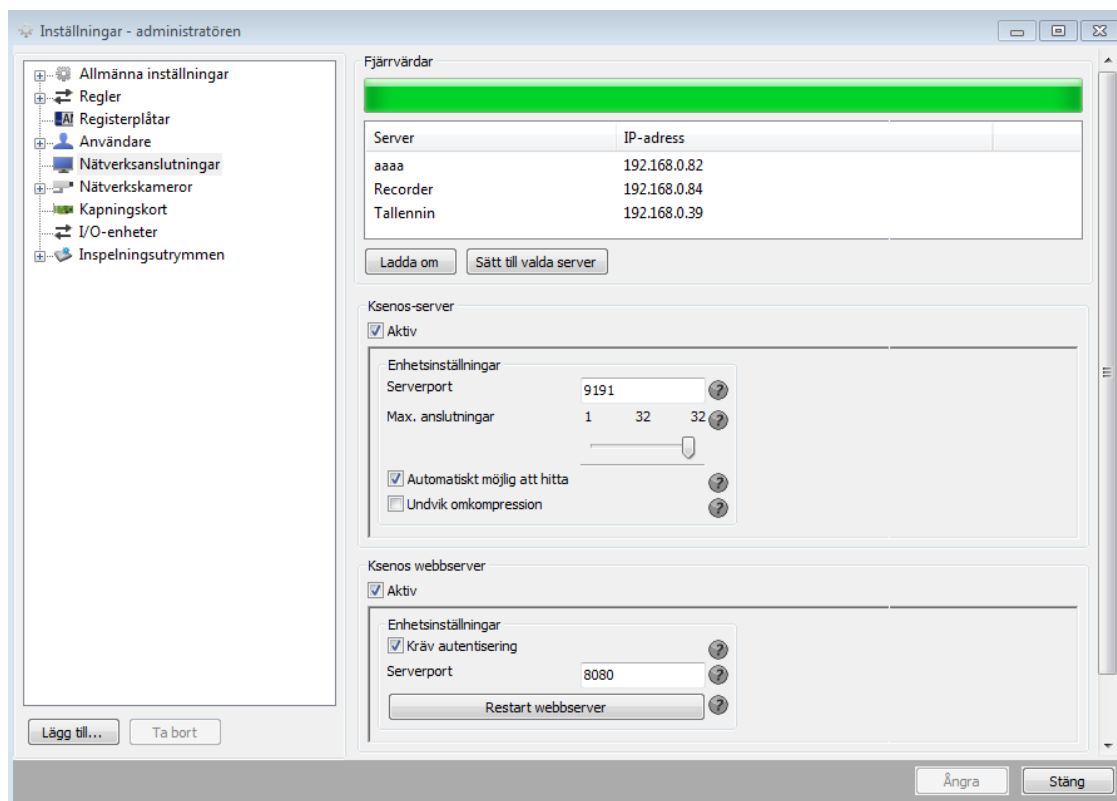 Inställningar - administratören
Allmänna inställningar
Regler
Registerplåtar
Användare
Nätverksanslutningar
Nätverkskameror
Kapningskort
I/O-enheter
Inspelningsutrymmen
Lägg till...
Ta bort
Fjärrvärdar
Server IP-adress
aaaa 192.168.0.82
Recorder 192.168.0.84
Tallennin 192.168.0.39
Ladda om
Sätt till valda server
Ksenos-server
Aktiv
Enhetsinställningar
Serverport 9191
Max. anslutningar 1 32 32
Automatiskt möjlig att hitta
Undvik omkompression
Ksenos webbserver
Aktiv
Enhetsinställningar
Kräv autentisering
Serverport 8080
Restart webbserver
Ångra
Stäng